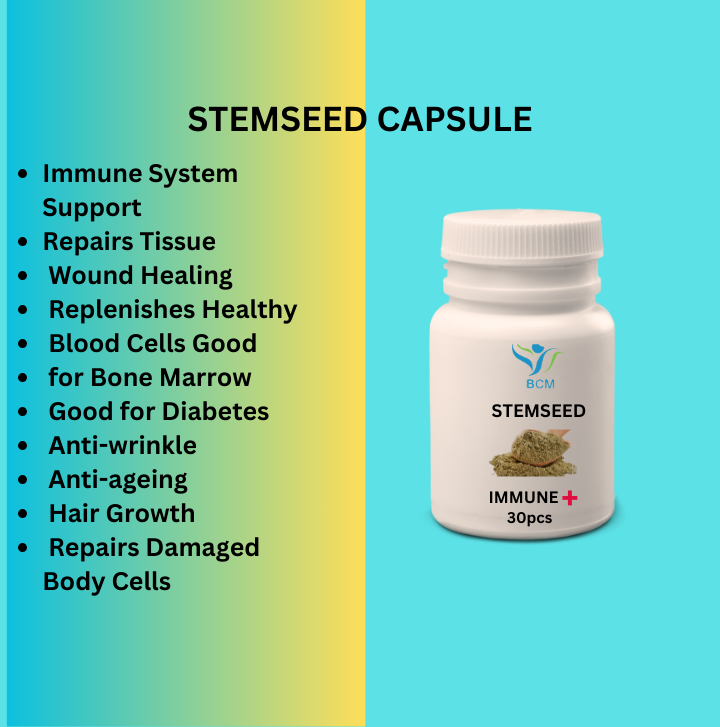 STEMSEED CAPSULE
• Immune System
Support
• Repairs Tissue
• Wound Healing
• Replenishes Healthy
• Blood Cells Good
• for Bone Marrow
• Good for Diabetes
• Anti-wrinkle
• Anti-ageing
• Hair Growth
• Repairs Damaged
Body Cells
BCM
STEMSEED
IMMUNE +
30pcs